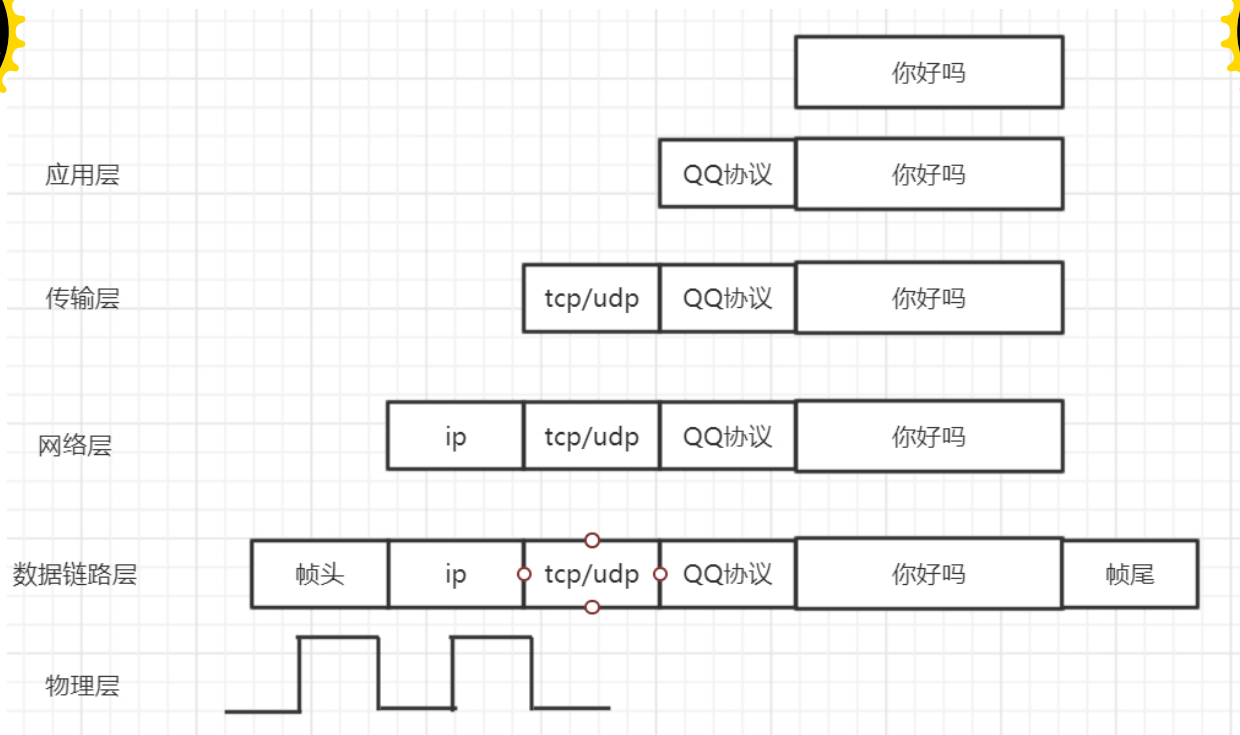 你好吗
应用层 QQ协议 你好吗
传输层 tcp/udp QQ协议 你好吗
网络层 ip tcp/udp QQ协议 你好吗
数据链路层 帧头 ip tcp/udp QQ协议 你好吗 帧尾
物理层